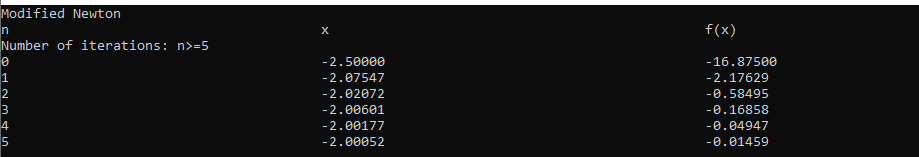 Modified Newton
n x f(x)
Number of iterations: n>=5
0 -2.50000 -16.87500
1 -2.07547 -2.17629
2 -2.02072 -0.58495
3 -2.00601 -0.16858
4 -2.00177 -0.04947
5 -2.00052 -0.01459